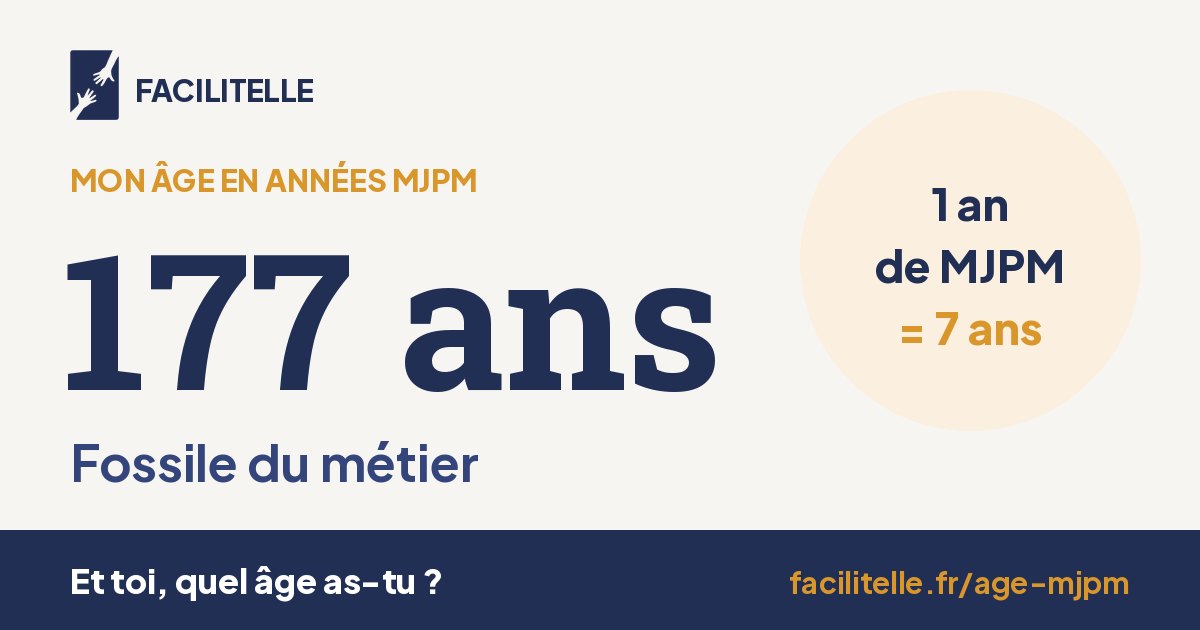 FACILITELLE
MON ÂGE EN ANNÉES MJPM
177 ans
Fossile du métier
1 an
de MJPM
= 7 ans
Et toi, quel âge as-tu ?
facilitelle.fr/age-mjpm